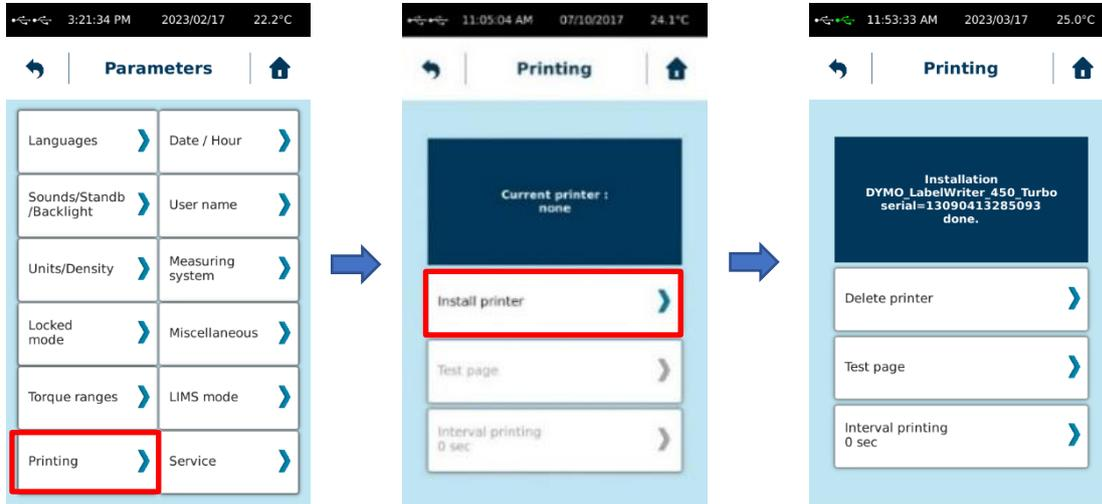 3:21:34 PM 2023/02/17 22.2°C
Parameters
Languages
Date / Hour
Sounds/Standb
/Backlight
User name
Units/Density
Measuring
system
Locked
mode
Miscellaneous
Torque ranges
LIMS mode
Printing
Service
11:05:04 AM 07/10/2017 24.1°C
Printing
Current printer :
none
Install printer
Test page
Interval printing
0 sec
11:53:33 AM 2023/03/17 25.0°C
Printing
Installation
DYMO_LabelWriter_450_Turbo
serial=13090413285093
done.
Delete printer
Test page
Interval printing
0 sec